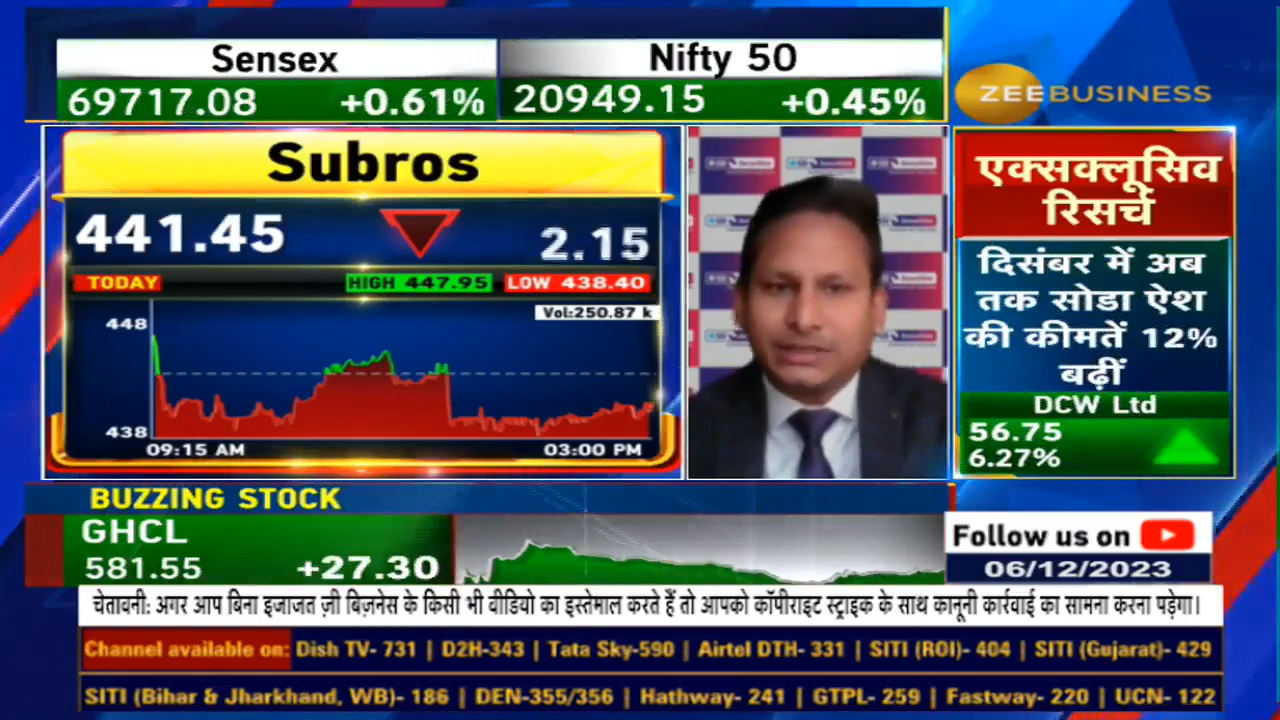 Sensex
69717.08 +0.61%
Nifty 50
20949.15 +0.45%
ZEEBUSINESS
Subros
441.45 2.15
TODAY HIGH 447.95 LOW 438.40
Vol:250.87 k
448
438
09:15 AM 03:00 PM
एक्सक्लूसिव
रिसर्च
दिसंबर में अब
तक सोडा ऐश
की कीमतें 12%
बढ़ीं
DCW Ltd
56.75
6.27%
BUZZING STOCK
GHCL
581.55 +27.30
Follow us on
06/12/2023
चेतावनी: अगर आप बिना इजाजत ज़ी बिज़नेस के किसी भी वीडियो का इस्तेमाल करते हैं तो आपको कॉपीराइट स्ट्राइक के साथ कानूनी कार्रवाई का सामना करना पड़ेगा।
Channel available on: Dish TV- 731 | D2H-343 | Tata Sky-590 | Airtel DTH- 331 | SITI (ROI)- 404 | SITI (Gujarat)- 429
SITI (Bihar & Jharkhand, WB)- 186 | DEN-355/356 | Hathway- 241 | GTPL- 259 | Fastway- 220 | UCN- 122